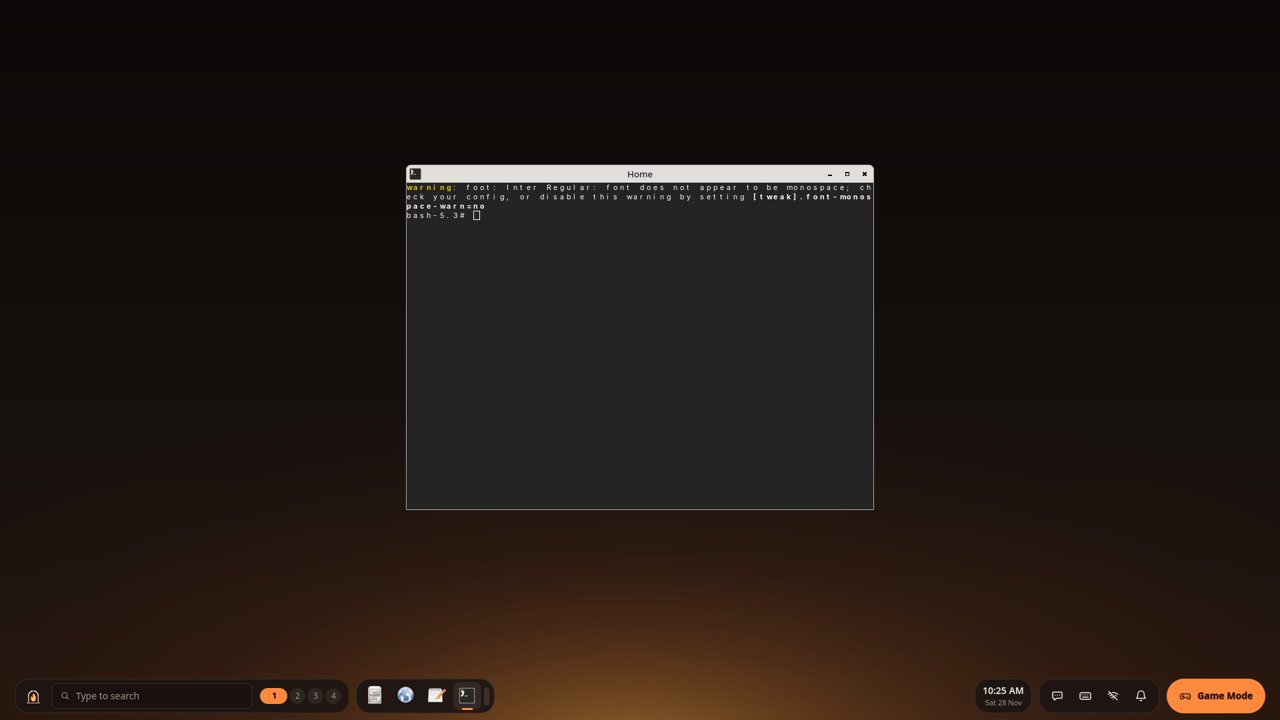 Home
warning: foot: Inter Regular: font does not appear to be monospace; ch
eck your config, or disable this warning by setting [tweak].font-monos
pace-warn=no
bash-5.3#
Type to search
1 2 3 4
10:25 AM
Sat 28 Nov
Game Mode